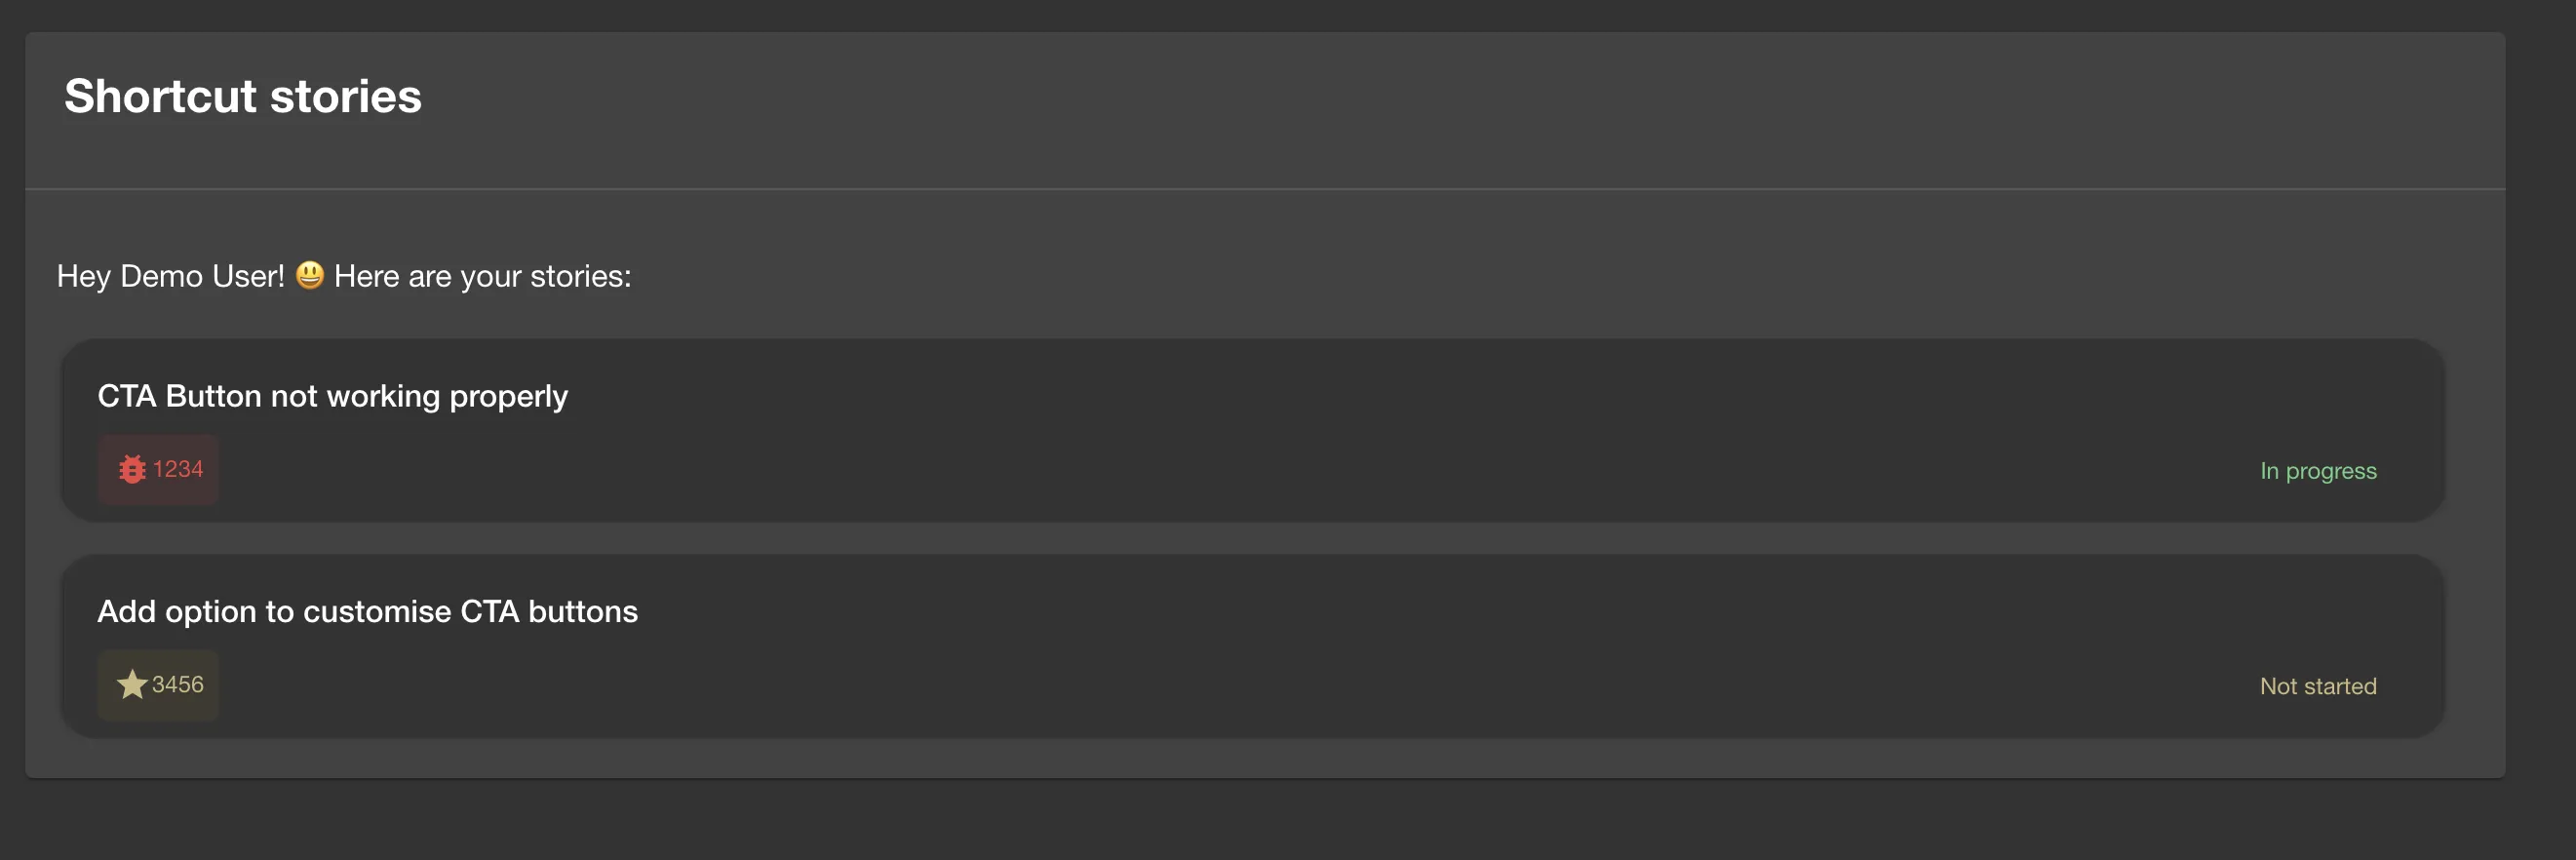 Shortcut stories
Hey Demo User! 😃 Here are your stories:
CTA Button not working properly
1234
In progress
Add option to customise CTA buttons
3456
Not started